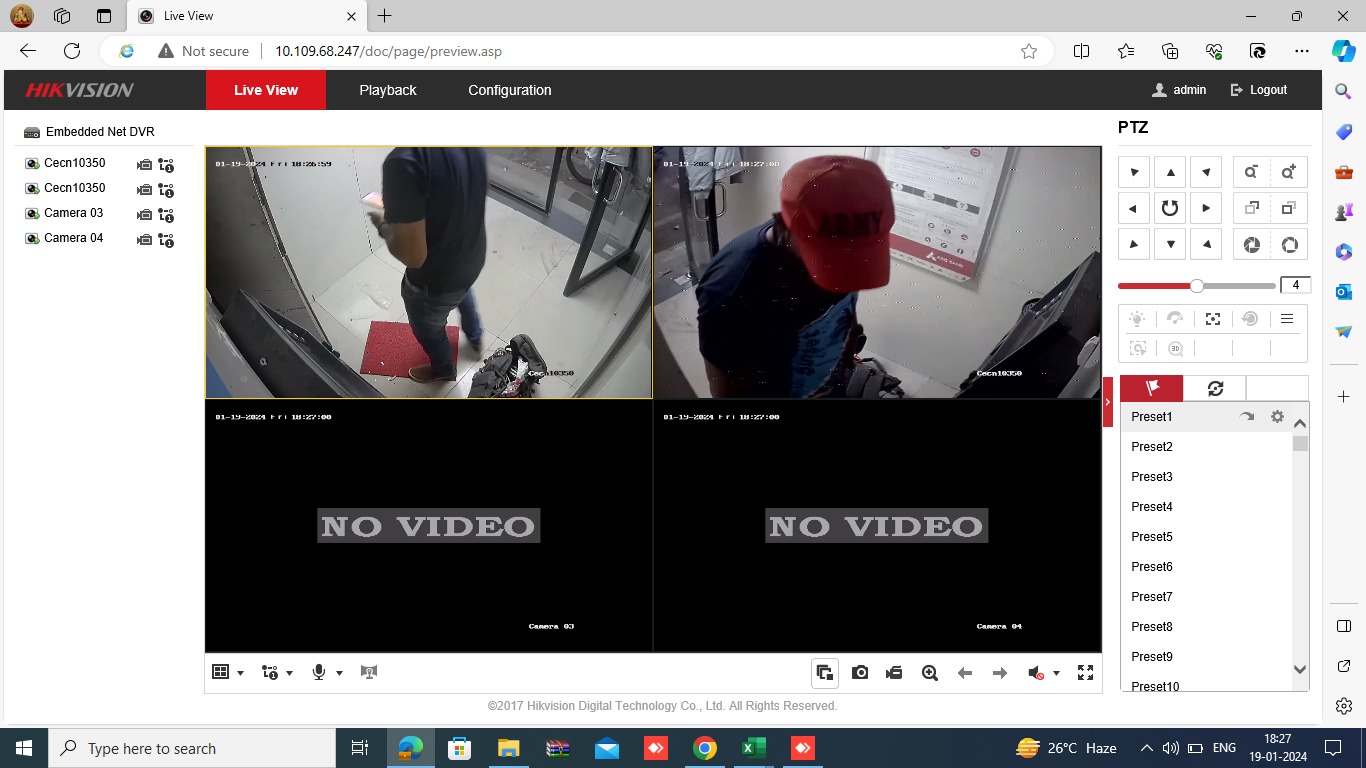 Live View
Not secure
10.109.68.247/doc/page/preview.asp
HIKVISION
Live View
Playback
Configuration
admin
Logout
Embedded Net DVR
Cecn10350
Cecn10350
Camera 03
Camera 04
01-19-2024 Fri 18:26:59
Cecn10350
01-19-2024 Fri 18:27:00
ARMY
Cecn10350
01-19-2024 Fri 18:27:00
NO VIDEO
Camera 03
01-19-2024 Fri 18:27:00
NO VIDEO
Camera 04
PTZ
4
3D
Preset1
Preset2
Preset3
Preset4
Preset5
Preset6
Preset7
Preset8
Preset9
Preset10
©2017 Hikvision Digital Technology Co., Ltd. All Rights Reserved.
Type here to search
26°C Haze
ENG
18:27
19-01-2024